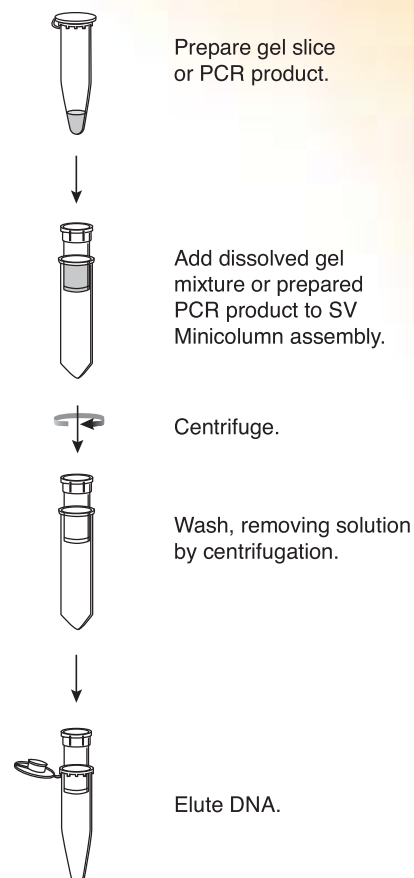 Prepare gel slice
or PCR product.
Add dissolved gel
mixture or prepared
PCR product to SV
Minicolumn assembly.
Centrifuge.
Wash, removing solution
by centrifugation.
Elute DNA.